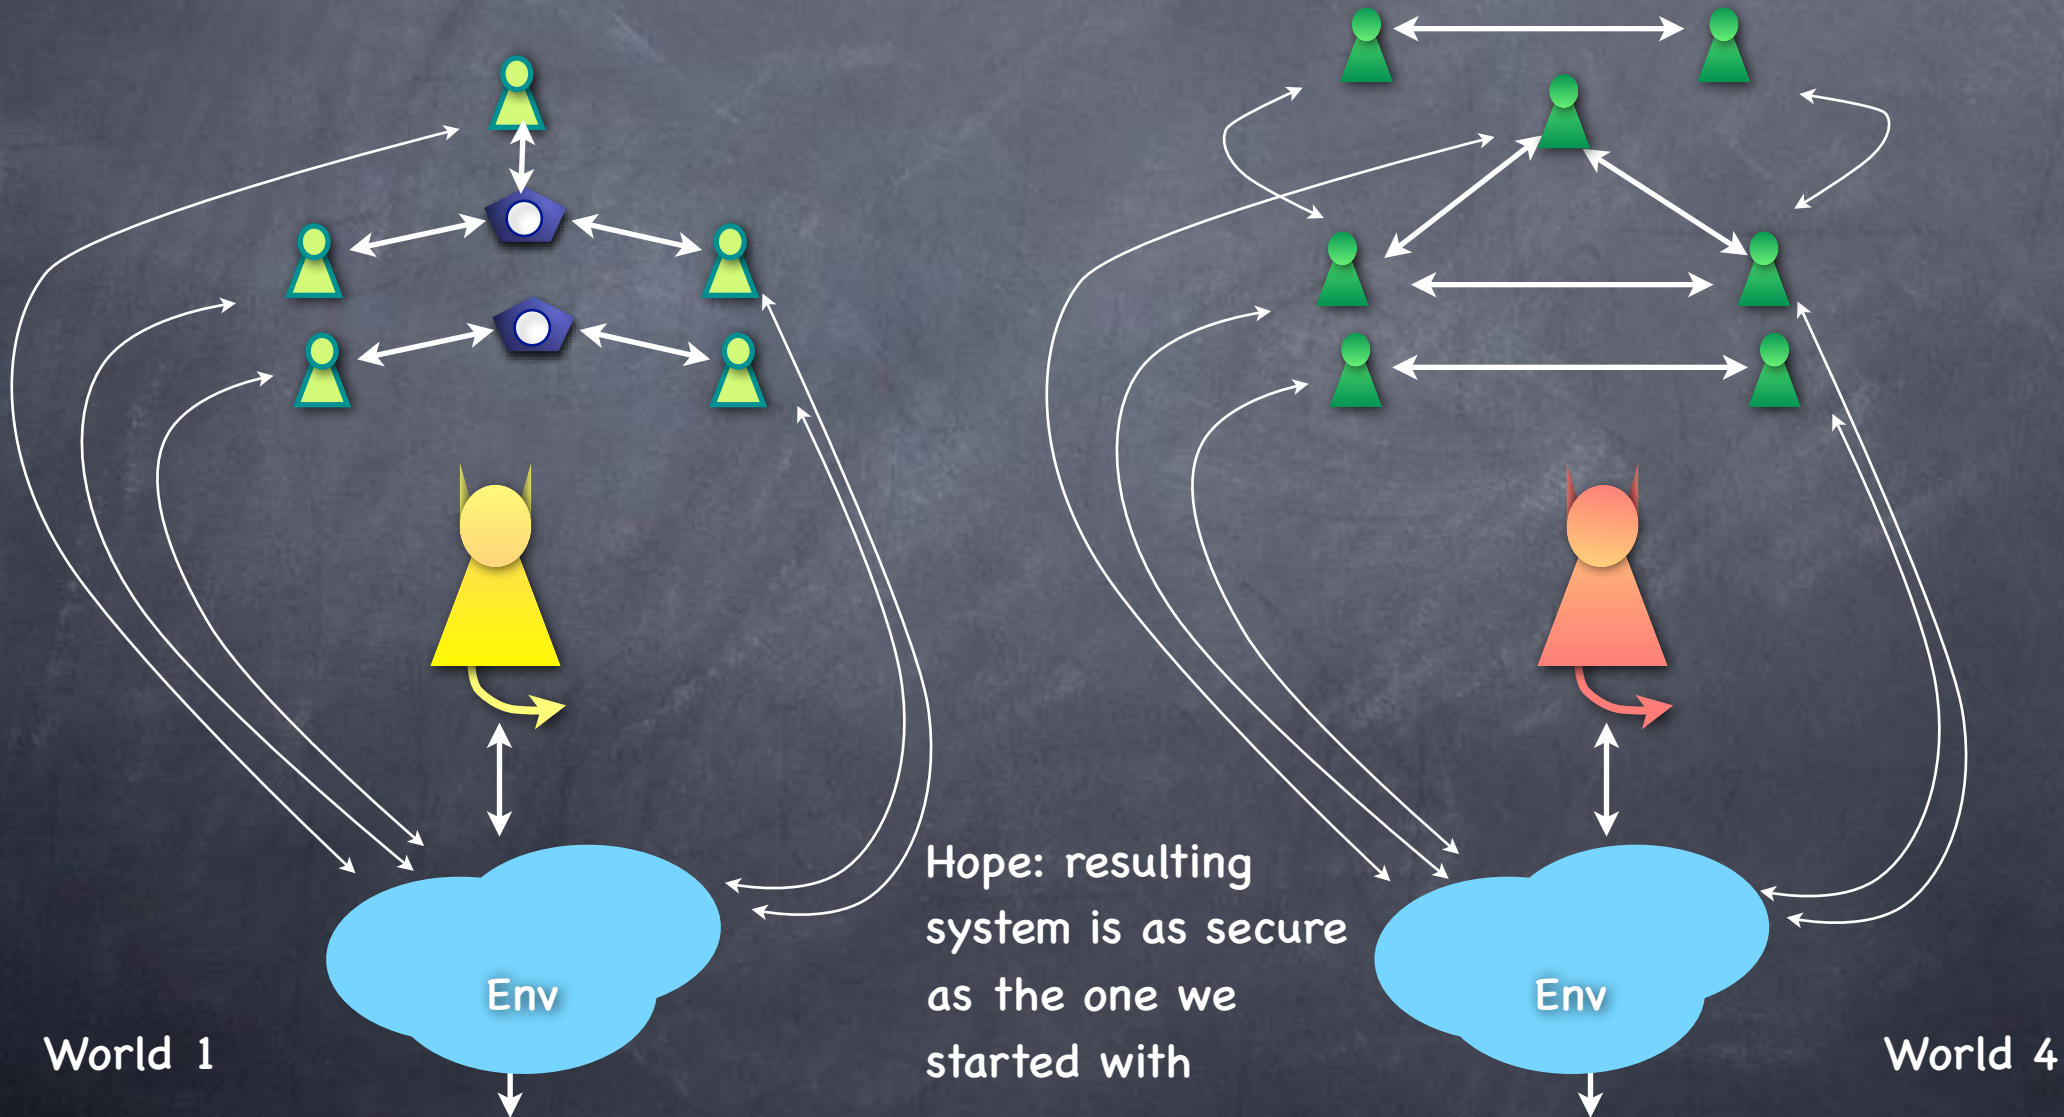 Hope: resulting
system is as secure
as the one we
started with
Env
Env
World 1
World 4